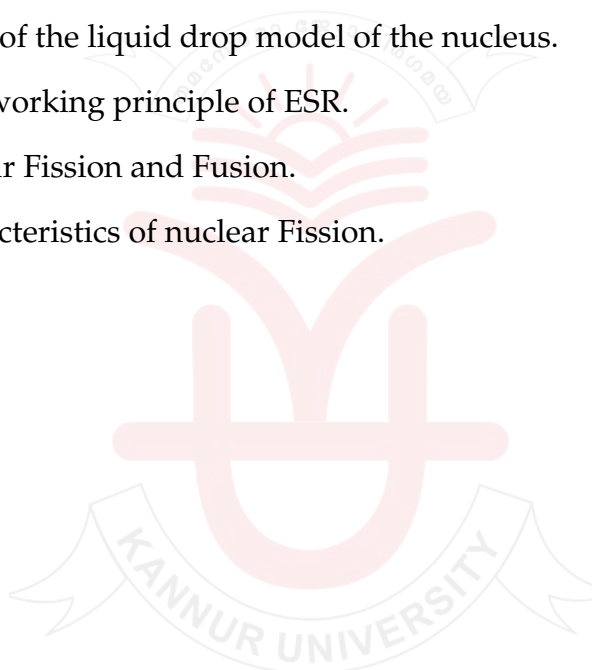 of the liquid drop model of the nucleus.
working principle of ESR.
r Fission and Fusion.
cteristics of nuclear Fission.
KANNUR UNIVERSITY